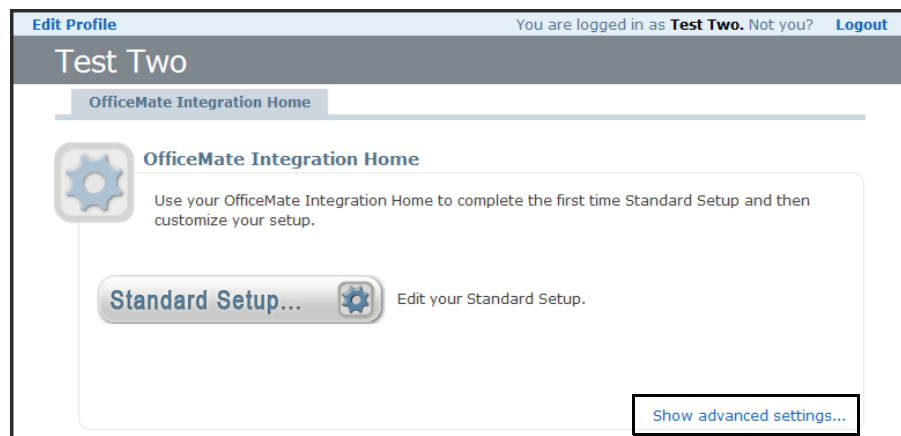 Edit Profile You are logged in as Test Two. Not you? Logout
Test Two
OfficeMate Integration Home
OfficeMate Integration Home
Use your OfficeMate Integration Home to complete the first time Standard Setup and then
customize your setup.
Standard Setup... Edit your Standard Setup.
Show advanced settings...